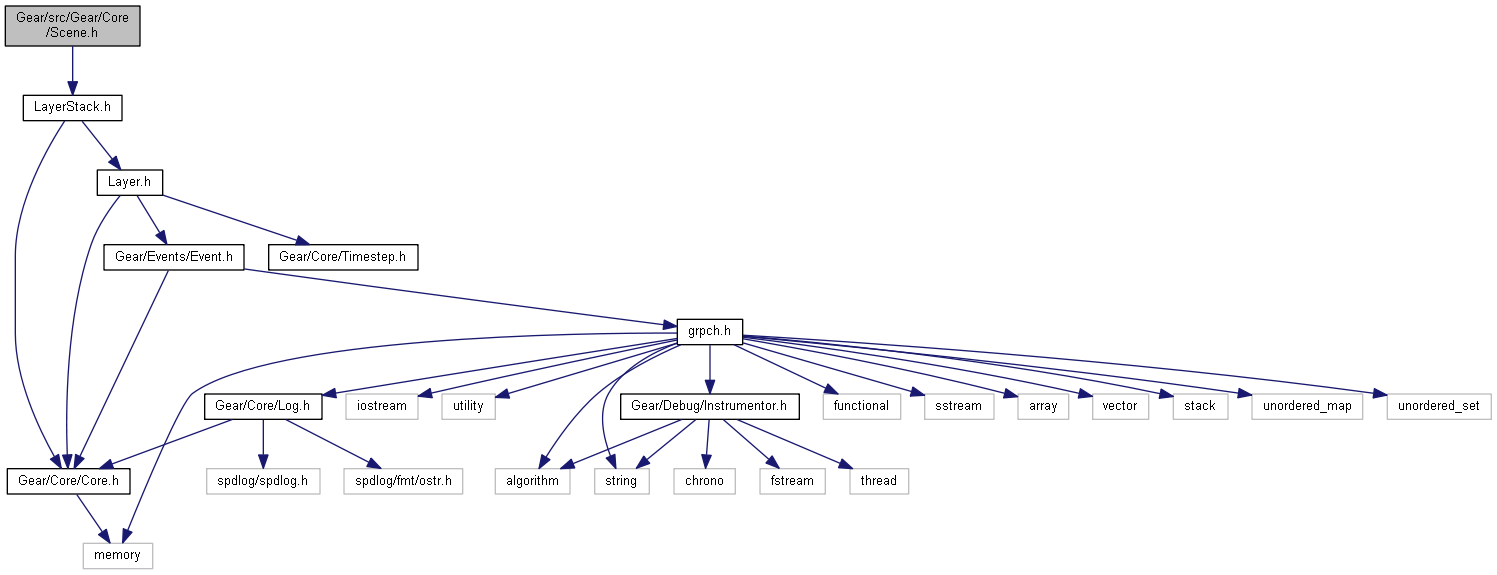 Gear/src/Gear/Core
/Scene.h
LayerStack.h
Layer.h
Gear/Events/Event.h
Gear/Core/Timestep.h
grpch.h
Gear/Core/Log.h
iostream
utility
Gear/Debug/Instrumentor.h
functional
sstream
array
vector
stack
unordered_map
unordered_set
Gear/Core/Core.h
spdlog/spdlog.h
spdlog/fmt/ostr.h
algorithm
string
chrono
fstream
thread
memory